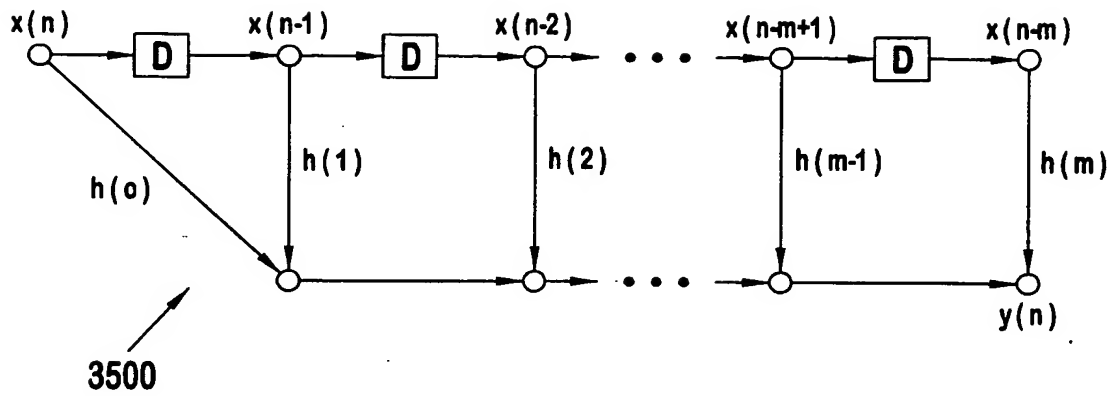 x(n) x(n-1) x(n-2) x(n-m+1) x(n-m)
D D D
h(o) h(1) h(2) h(m-1) h(m)
y(n)
3500